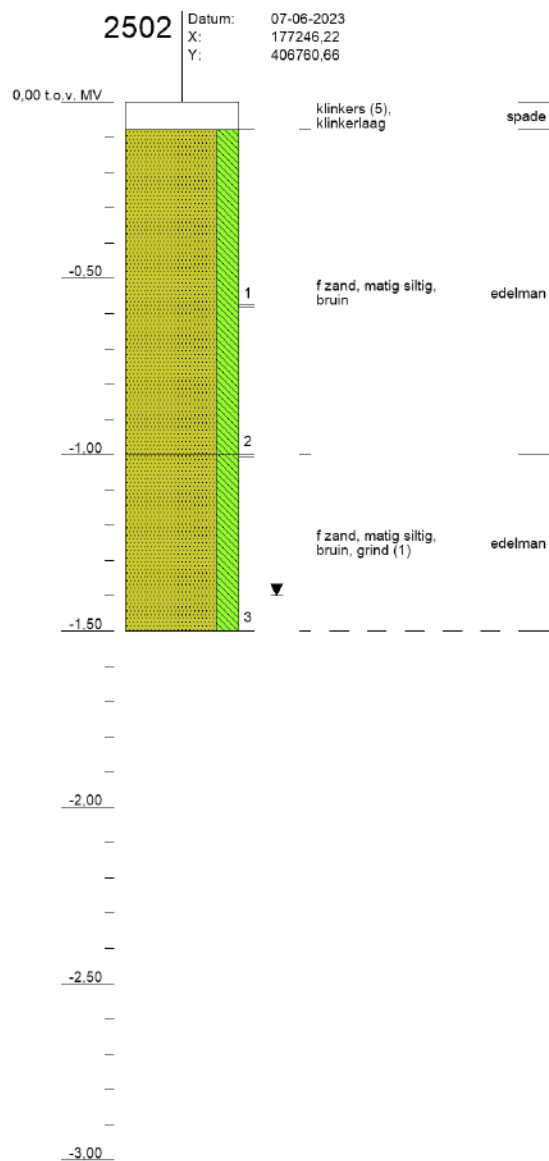 2502
Datum: 07-06-2023
X: 177246,22
Y: 406760,66
0,00 t.o.v. MV
klinkers (5),
klinkerlaag
spade
-0,50
1
f zand, matig siltig,
bruin
edelman
-1,00
2
f zand, matig siltig,
bruin, grind (1)
edelman
3
-1,50
-2,00
-2,50
-3,00